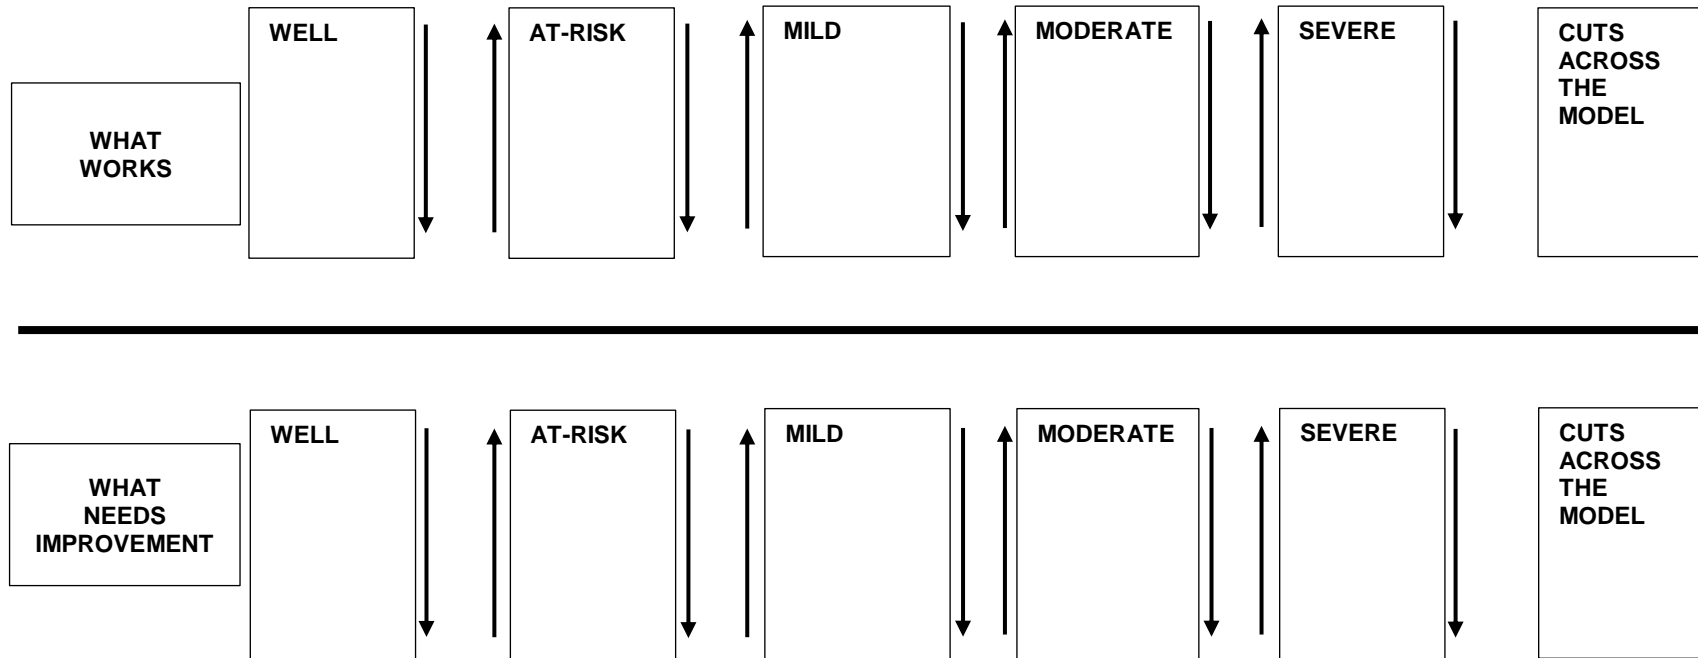 WELL
AT-RISK
MILD
MODERATE
SEVERE
CUTS
ACROSS
THE
MODEL
WHAT
WORKS
WELL
AT-RISK
MILD
MODERATE
SEVERE
CUTS
ACROSS
THE
MODEL
WHAT
NEEDS
IMPROVEMENT